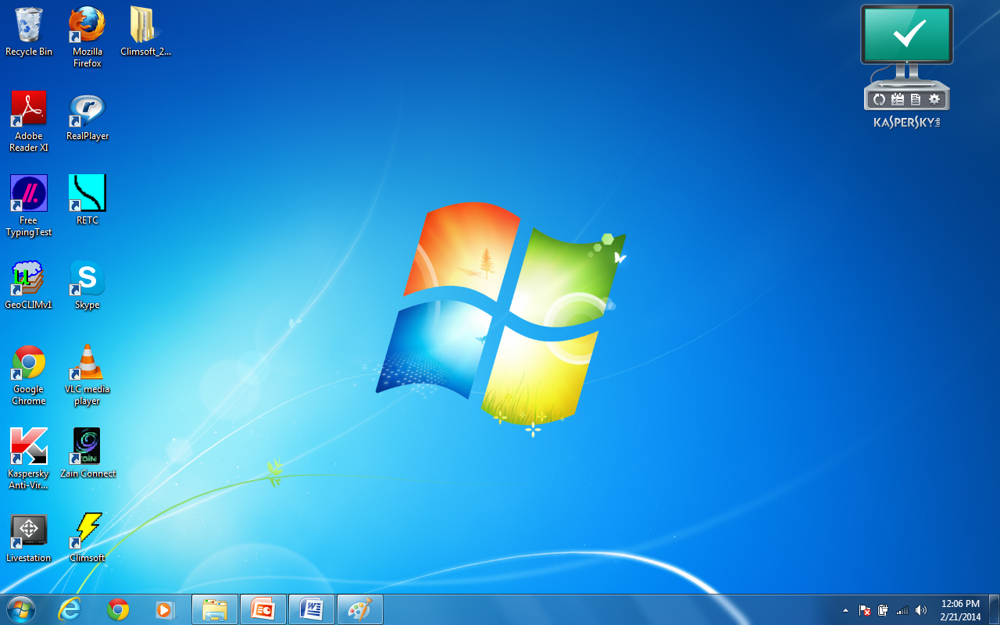 Recycle Bin
Mozilla
Firefox
Climsoft_2...
Adobe
Reader XI
RealPlayer
Free
TypingTest
RETC
GeoCLIMv1
Skype
Google
Chrome
VLC media
player
Kaspersky
Anti-Vir...
Zain Connect
Livestation
Climsoft
KASPERSKY
12:06 PM
2/21/2014